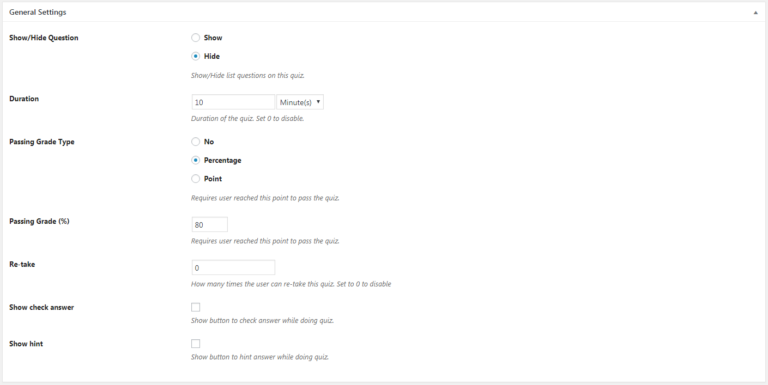 General Settings
Show/Hide Question
Show
Hide
Show/Hide list questions on this quiz.
Duration
10 Minute(s)
Duration of the quiz. Set 0 to disable.
Passing Grade Type
No
Percentage
Point
Requires user reached this point to pass the quiz.
Passing Grade (%)
80
Requires user reached this point to pass the quiz.
Re-take
0
How many times the user can re-take this quiz. Set to 0 to disable
Show check answer
Show button to check answer while doing quiz.
Show hint
Show button to hint answer while doing quiz.